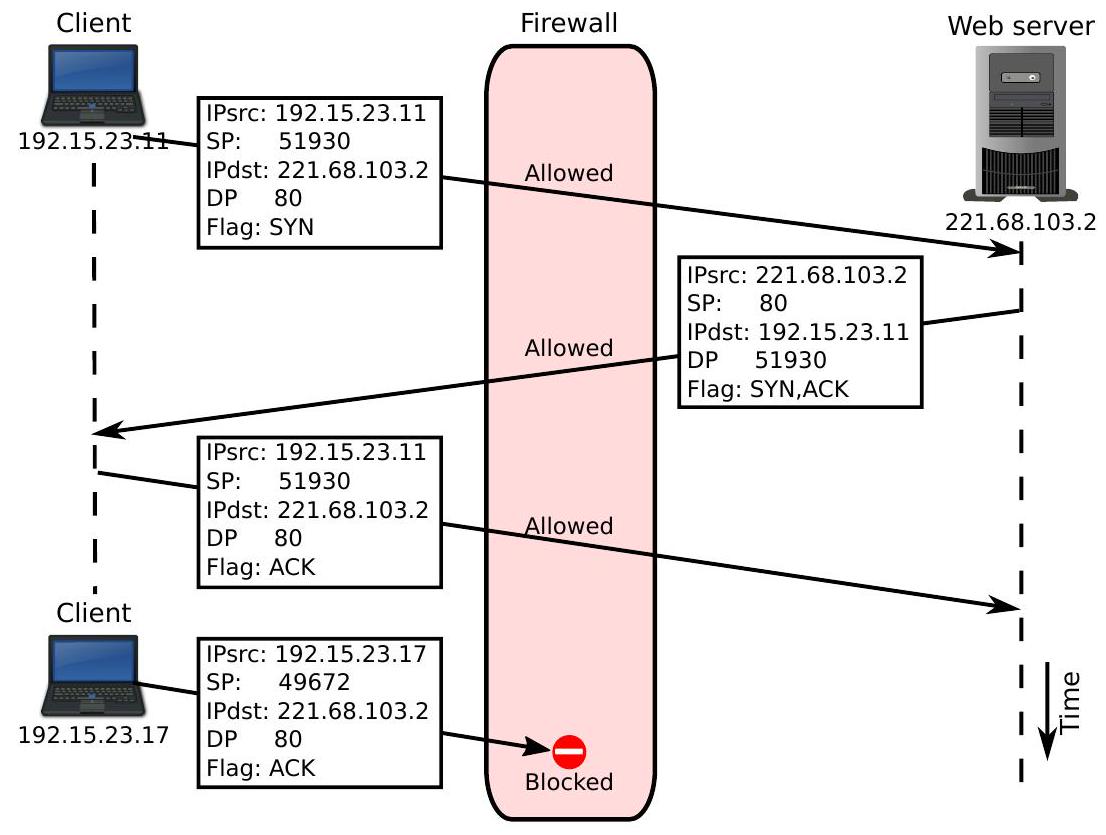 Client
Firewall
Web server
192.15.23.11
IPsrc: 192.15.23.11
SP: 51930
IPdst: 221.68.103.2
DP 80
Flag: SYN
Allowed
221.68.103.2
IPsrc: 221.68.103.2
SP: 80
IPdst: 192.15.23.11
DP 51930
Flag: SYN,ACK
Allowed
IPsrc: 192.15.23.11
SP: 51930
IPdst: 221.68.103.2
DP 80
Flag: ACK
Allowed
Client
192.15.23.17
IPsrc: 192.15.23.17
SP: 49672
IPdst: 221.68.103.2
DP 80
Flag: ACK
Blocked
Time